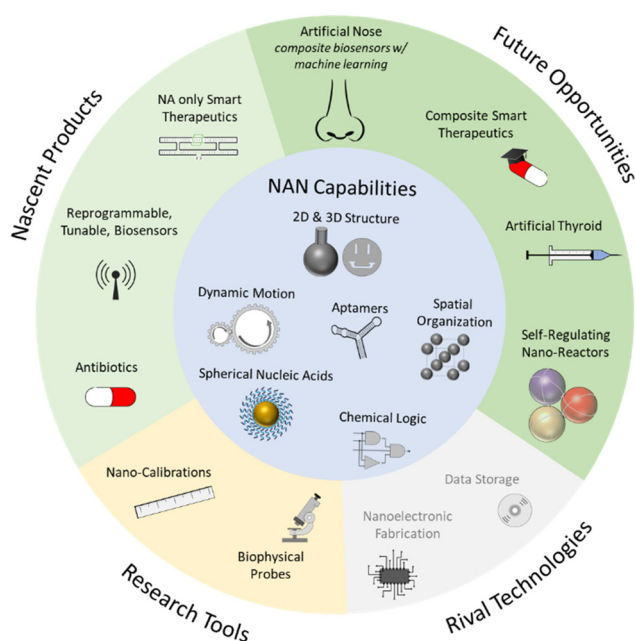 Artificial Nose
composite biosensors w/
machine learning
Future Opportunities
NA only Smart
Therapeutics
Composite Smart
Therapeutics
Nascent Products
NAN Capabilities
2D & 3D Structure
Reprogrammable,
Tunable, Biosensors
Artificial Thyroid
Dynamic Motion
Aptamers
Spatial
Organization
Antibiotics
Spherical Nucleic Acids
Self-Regulating
Nano-Reactors
Chemical Logic
Nano-Calibrations
Data Storage
Nanoelectronic
Fabrication
Biophysical
Probes
Research Tools
Rival Technologies